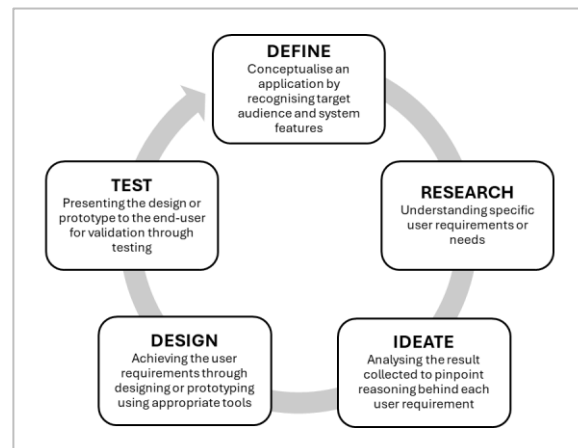 DEFINE
Conceptualise an
application by
recognising target
audience and system
features
RESEARCH
Understanding specific
user requirements or
needs
IDEATE
Analysing the result
collected to pinpoint
reasoning behind each
user requirement
DESIGN
Achieving the user
requirements through
designing or prototyping
using appropriate tools
TEST
Presenting the design or
prototype to the end-user
for validation through
testing